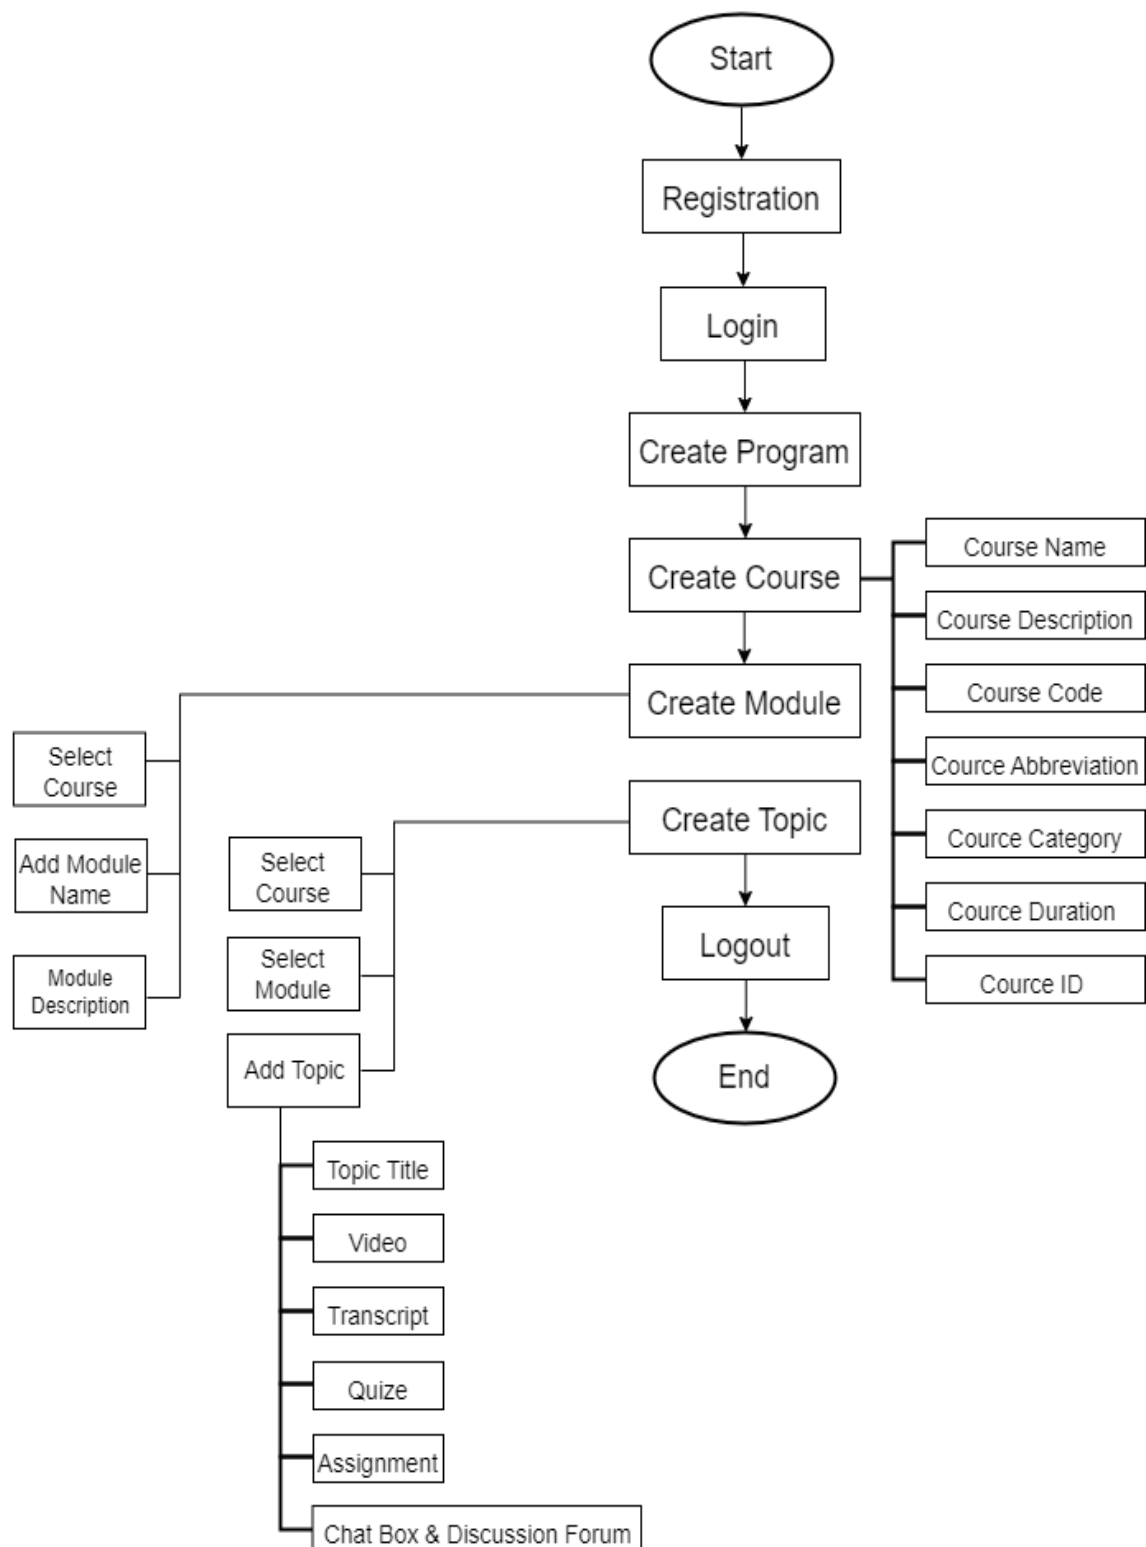 Start
Registration
Login
Create Program
Create Course
Course Name
Course Description
Course Code
Cource Abbreviation
Cource Category
Cource Duration
Cource ID
Create Module
Select
Course
Add Module
Name
Module
Description
Create Topic
Select
Course
Select
Module
Add Topic
Topic Title
Video
Transcript
Quize
Assignment
Chat Box & Discussion Forum
Logout
End